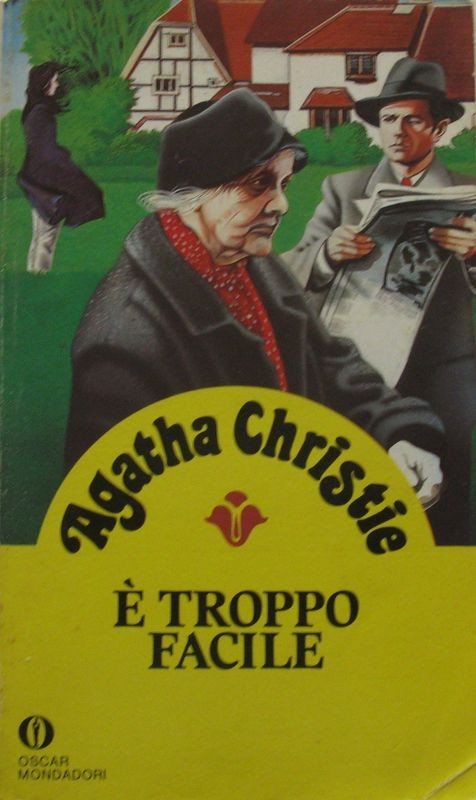 Agatha Christie
È TROPPO
FACILE
OSCAR
MONDADORI